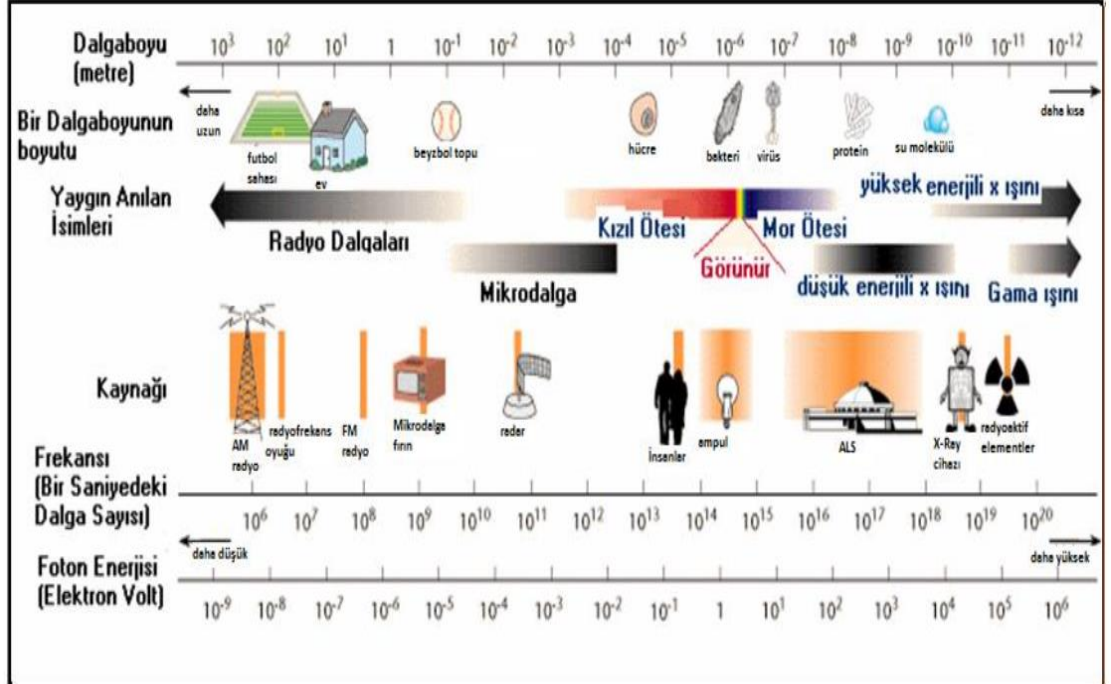 Dalgaboyu
(metre)
10³ 10² 10¹ 1 10⁻¹ 10⁻² 10⁻³ 10⁻⁴ 10⁻⁵ 10⁻⁶ 10⁻⁷ 10⁻⁸ 10⁻⁹ 10⁻¹⁰ 10⁻¹¹ 10⁻¹²
daha
uzun
daha kısa
Bir Dalgaboyunun
boyutu
futbol
sahası
ev
beyzbol topu
hücre
bakteri
virüs
protein
su molekülü
Yaygın Anılan
İsimleri
Radyo Dalgaları
Mikrodalga
Kızıl Ötesi
Görünür
Mor Ötesi
yüksek enerjili x ışını
düşük enerjili x ışını
Gama ışını
Kaynağı
AM
radyo
radyofrekans
oyuğu
FM
radyo
Mikrodalga
fırın
radar
İnsanlar
ampul
ALS
X-Ray
cihazı
radyoaktif
elementler
Frekansı
(Bir Saniyedeki
Dalga Sayısı)
10⁶ 10⁷ 10⁸ 10⁹ 10¹⁰ 10¹¹ 10¹² 10¹³ 10¹⁴ 10¹⁵ 10¹⁶ 10¹⁷ 10¹⁸ 10¹⁹ 10²⁰
daha düşük
daha yüksek
Foton Enerjisi
(Elektron Volt)
10⁻⁹ 10⁻⁸ 10⁻⁷ 10⁻⁶ 10⁻⁵ 10⁻⁴ 10⁻³ 10⁻² 10⁻¹ 1 10¹ 10² 10³ 10⁴ 10⁵ 10⁶